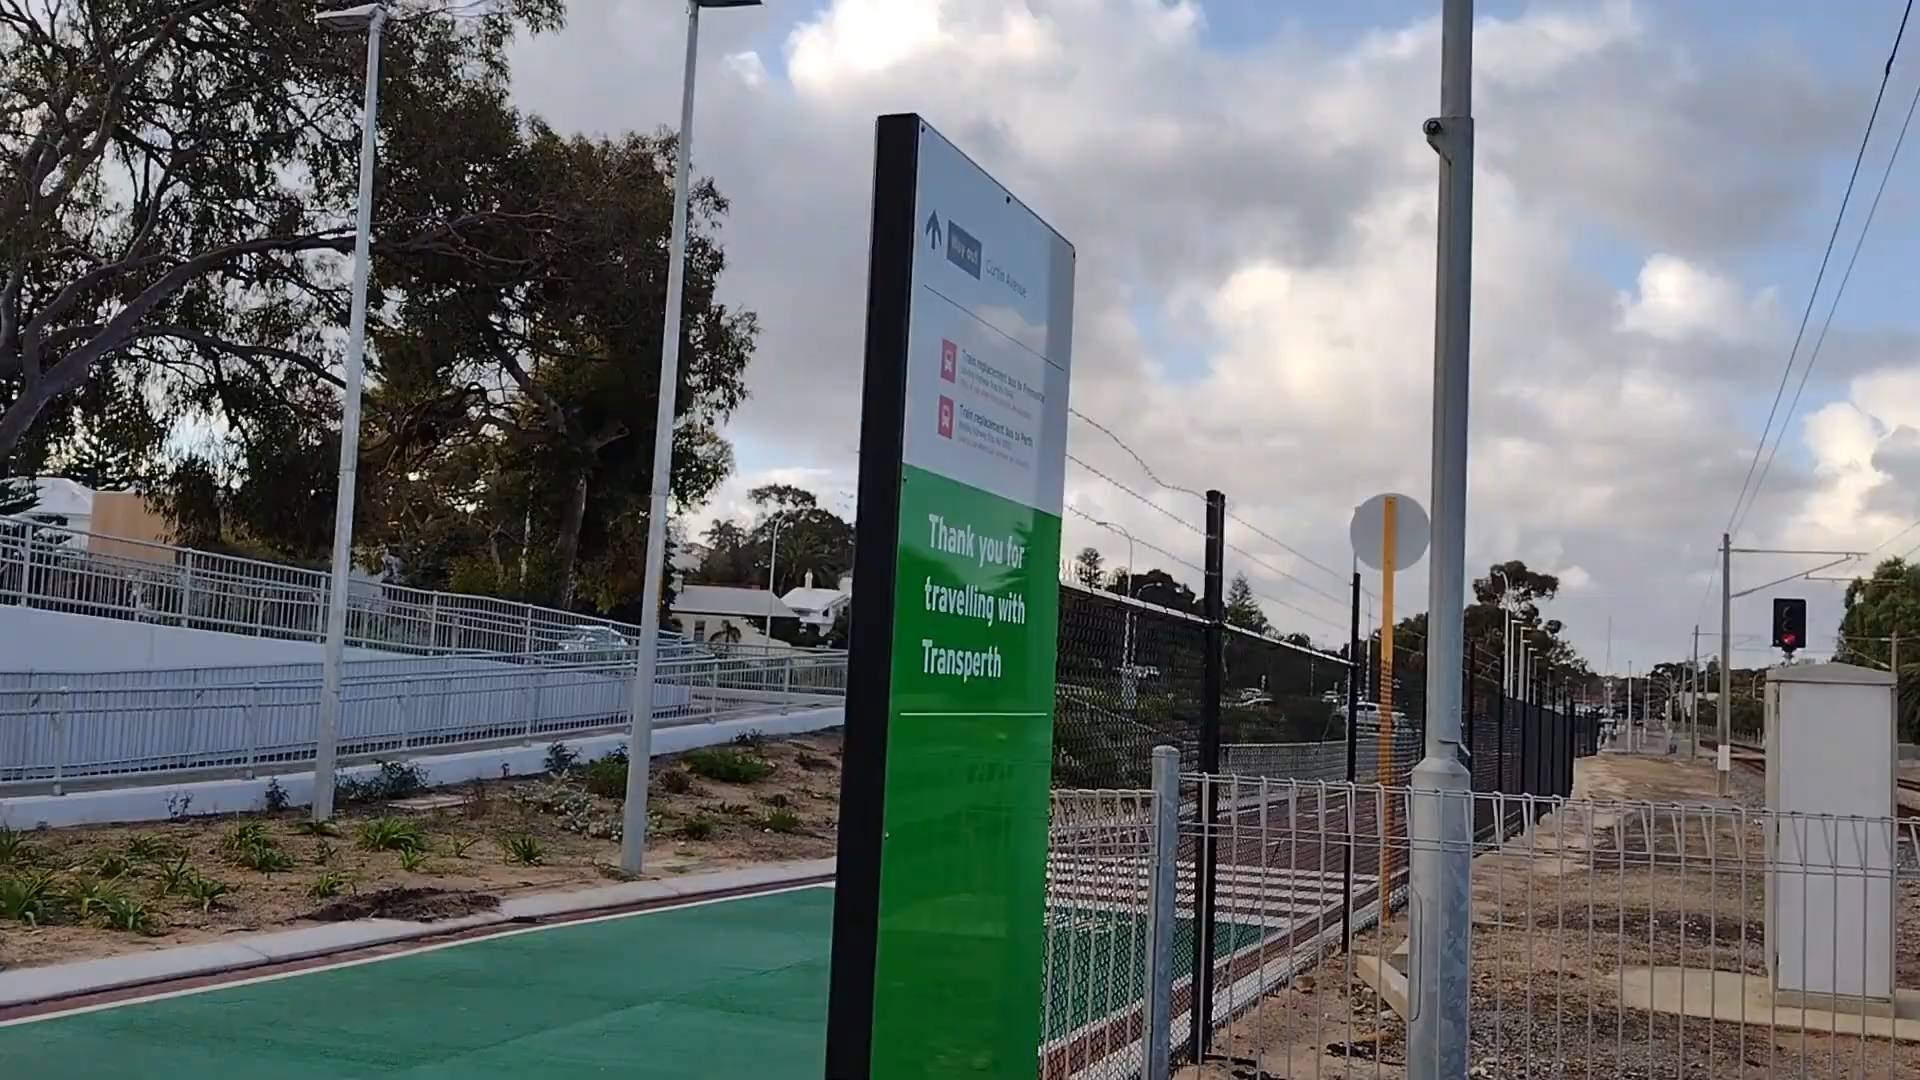 Way out Curtin Avenue
Train replacement bus to Fremantle
Train replacement bus to Perth
Thank you for
travelling with
Transperth